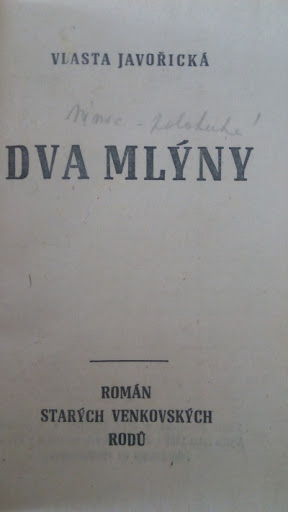 VLASTA JAVOŘICKÁ
DVA MLÝNY
ROMÁN
STARÝCH VENKOVSKÝCH
RODŮ